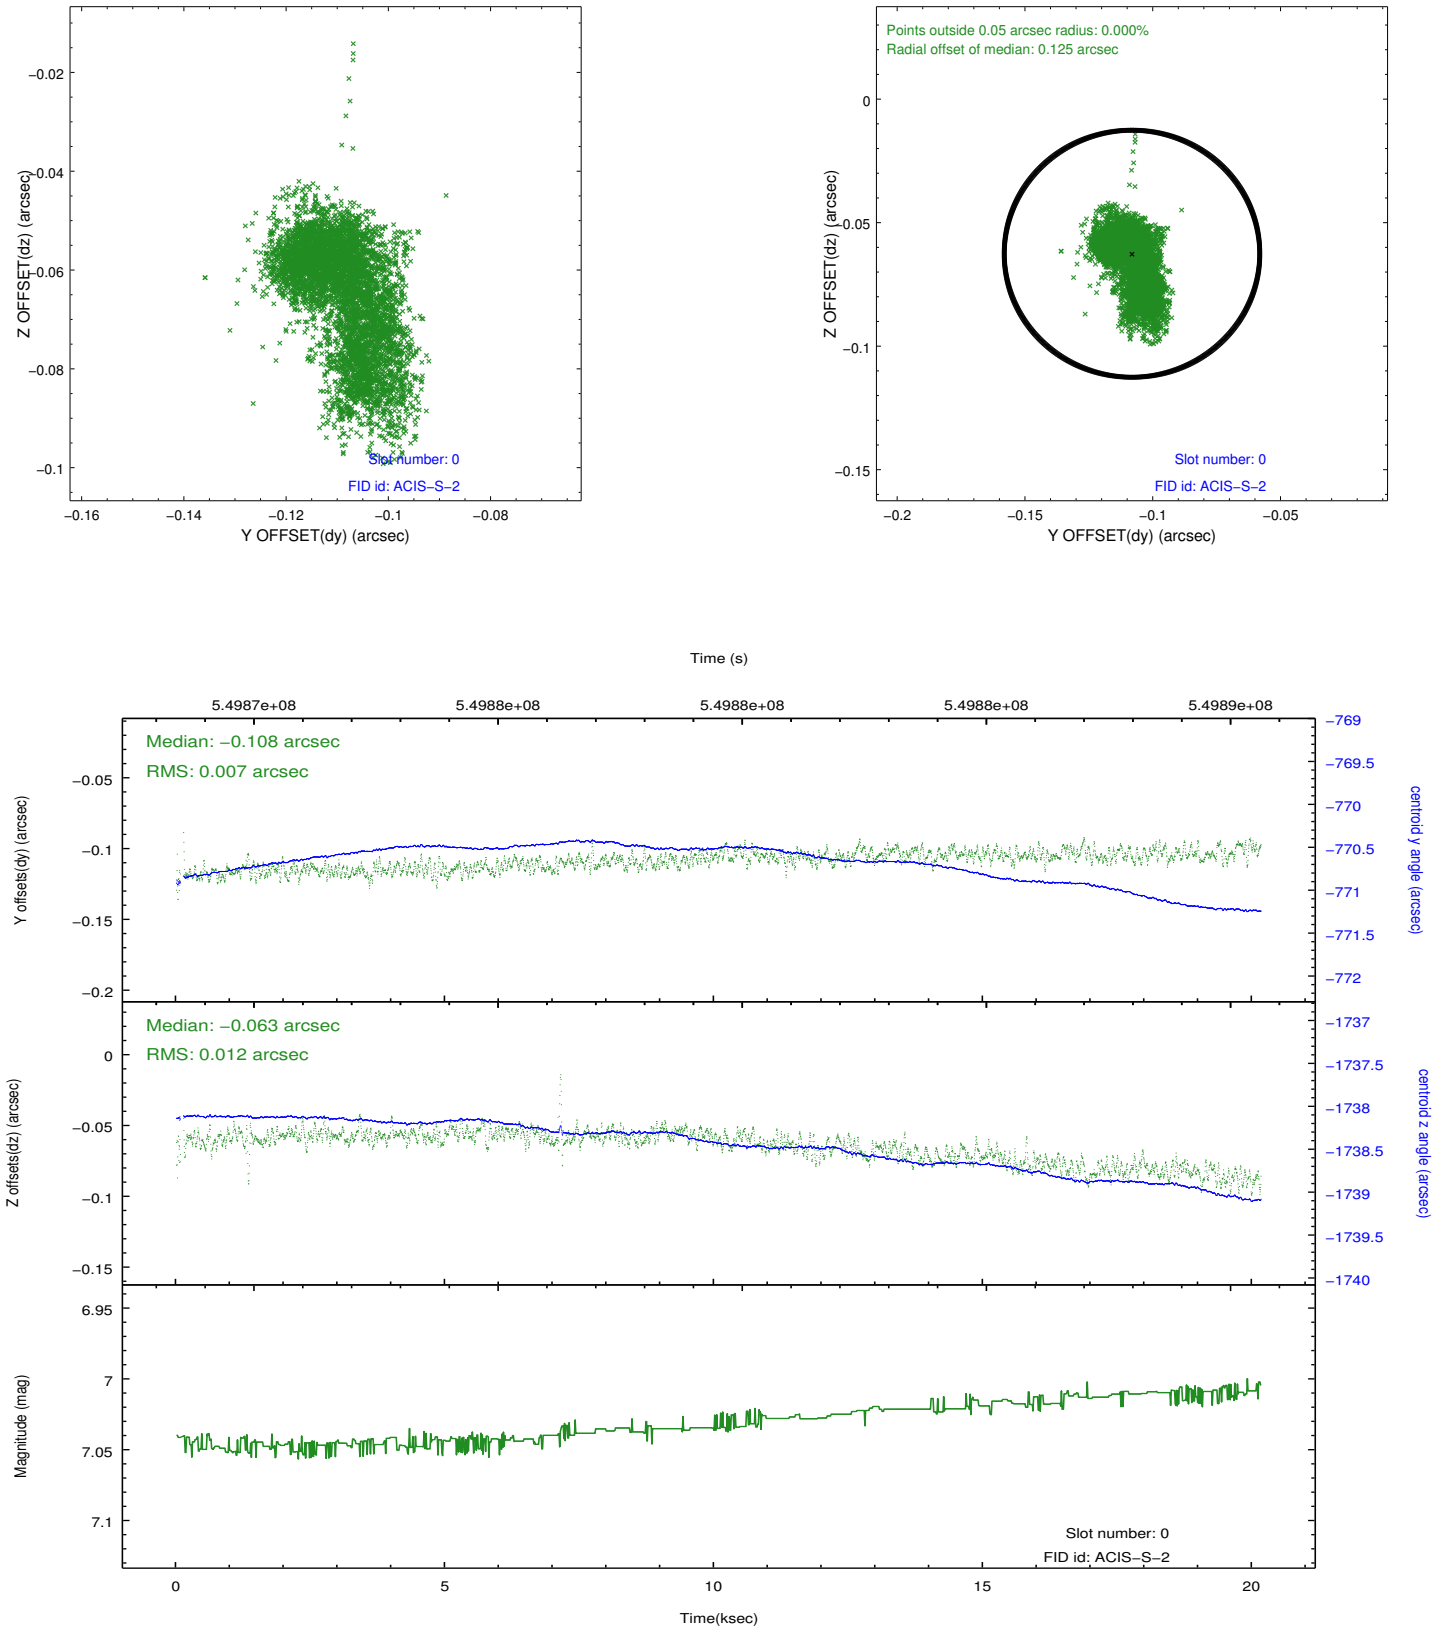 −0.02
−0.04
−0.06
−0.08
−0.1
Z OFFSET(dz) (arcsec)
Slot number: 0
FID id: ACIS−S−2
−0.16
−0.14
−0.12
−0.1
−0.08
Y OFFSET(dy) (arcsec)
Points outside 0.05 arcsec radius: 0.000%
Radial offset of median: 0.125 arcsec
0
−0.05
−0.1
−0.15
Z OFFSET(dz) (arcsec)
Slot number: 0
FID id: ACIS−S−2
−0.2
−0.15
−0.1
−0.05
Y OFFSET(dy) (arcsec)
Time (s)
5.4987e+08
5.4988e+08
5.4988e+08
5.4988e+08
5.4989e+08
Median: −0.108 arcsec
RMS: 0.007 arcsec
−0.05
−0.1
−0.15
−0.2
Y offsets(dy) (arcsec)
−769
−769.5
−770
−770.5
−771
−771.5
−772
centroid y angle (arcsec)
Median: −0.063 arcsec
RMS: 0.012 arcsec
0
−0.05
−0.1
−0.15
Z offsets(dz) (arcsec)
−1737
−1737.5
−1738
−1738.5
−1739
−1739.5
−1740
centroid z angle (arcsec)
6.95
7
7.05
7.1
Magnitude (mag)
Slot number: 0
FID id: ACIS−S−2
0
5
10
15
20
Time(ksec)